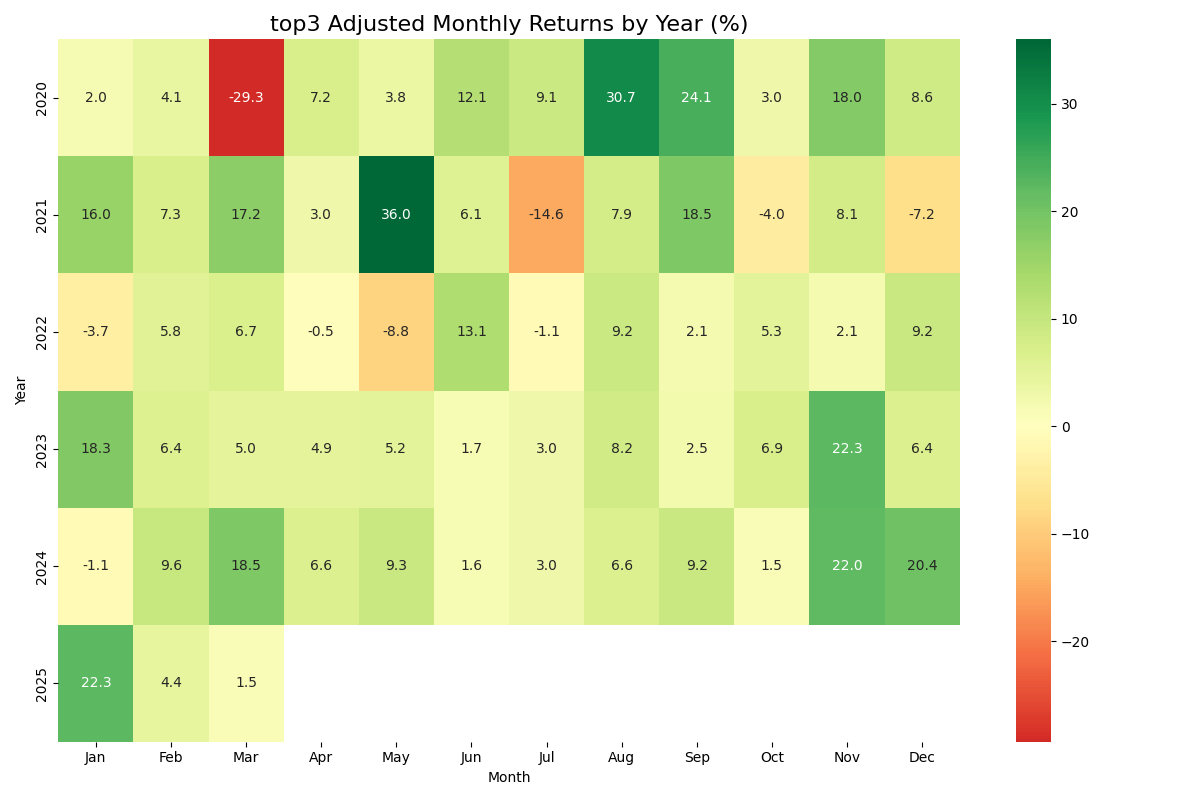 top3 Adjusted Monthly Returns by Year (%)
2020 2.0 4.1 -29.3 7.2 3.8 12.1 9.1 30.7 24.1 3.0 18.0 8.6
2021 16.0 7.3 17.2 3.0 36.0 6.1 -14.6 7.9 18.5 -4.0 8.1 -7.2
2022 -3.7 5.8 6.7 -0.5 -8.8 13.1 -1.1 9.2 2.1 5.3 2.1 9.2
2023 18.3 6.4 5.0 4.9 5.2 1.7 3.0 8.2 2.5 6.9 22.3 6.4
2024 -1.1 9.6 18.5 6.6 9.3 1.6 3.0 6.6 9.2 1.5 22.0 20.4
2025 22.3 4.4 1.5
Year
Jan Feb Mar Apr May Jun Jul Aug Sep Oct Nov Dec
Month
30
20
10
0
−10
−20